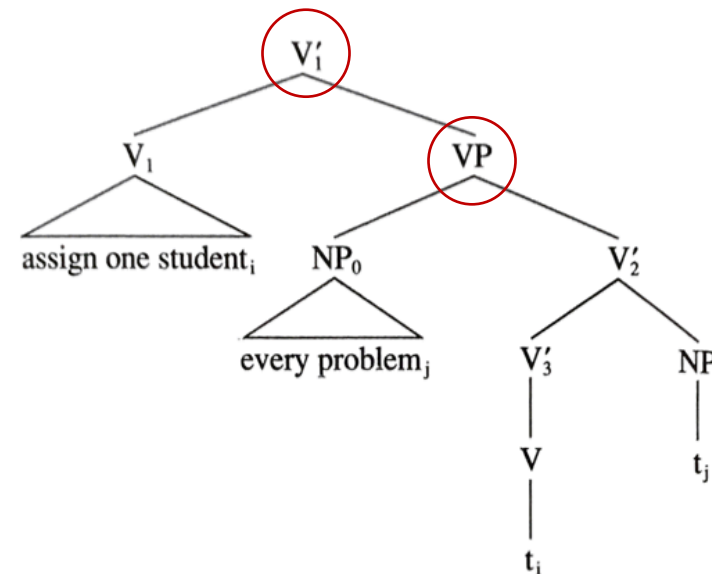 V′₁
V₁ VP
assign one studentᵢ NP₀ V′₂
every problemⱼ V′₃ NP
V tⱼ
tᵢ